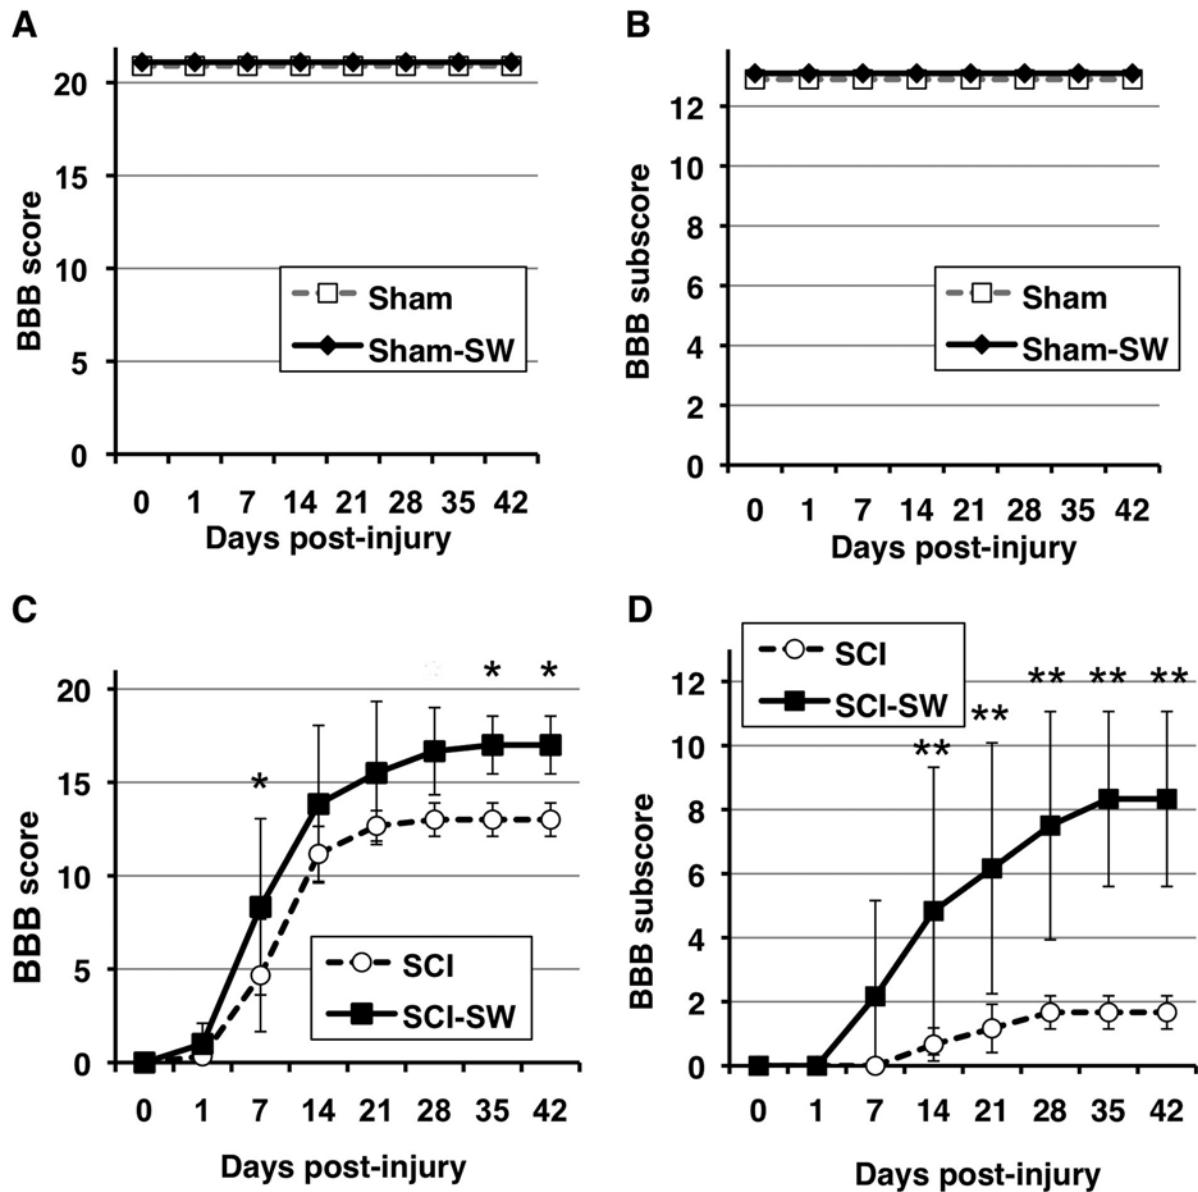 A
BBB score
20
15
10
5
0
Sham
Sham-SW
0 1 7 14 21 28 35 42
Days post-injury
B
BBB subscore
12
10
8
6
4
2
0
Sham
Sham-SW
0 1 7 14 21 28 35 42
Days post-injury
C
BBB score
20
15
10
5
0
* * *
SCI
SCI-SW
0 1 7 14 21 28 35 42
Days post-injury
D
BBB subscore
SCI
SCI-SW
12
10
8
6
4
2
0
** ** ** ** **
0 1 7 14 21 28 35 42
Days post-injury